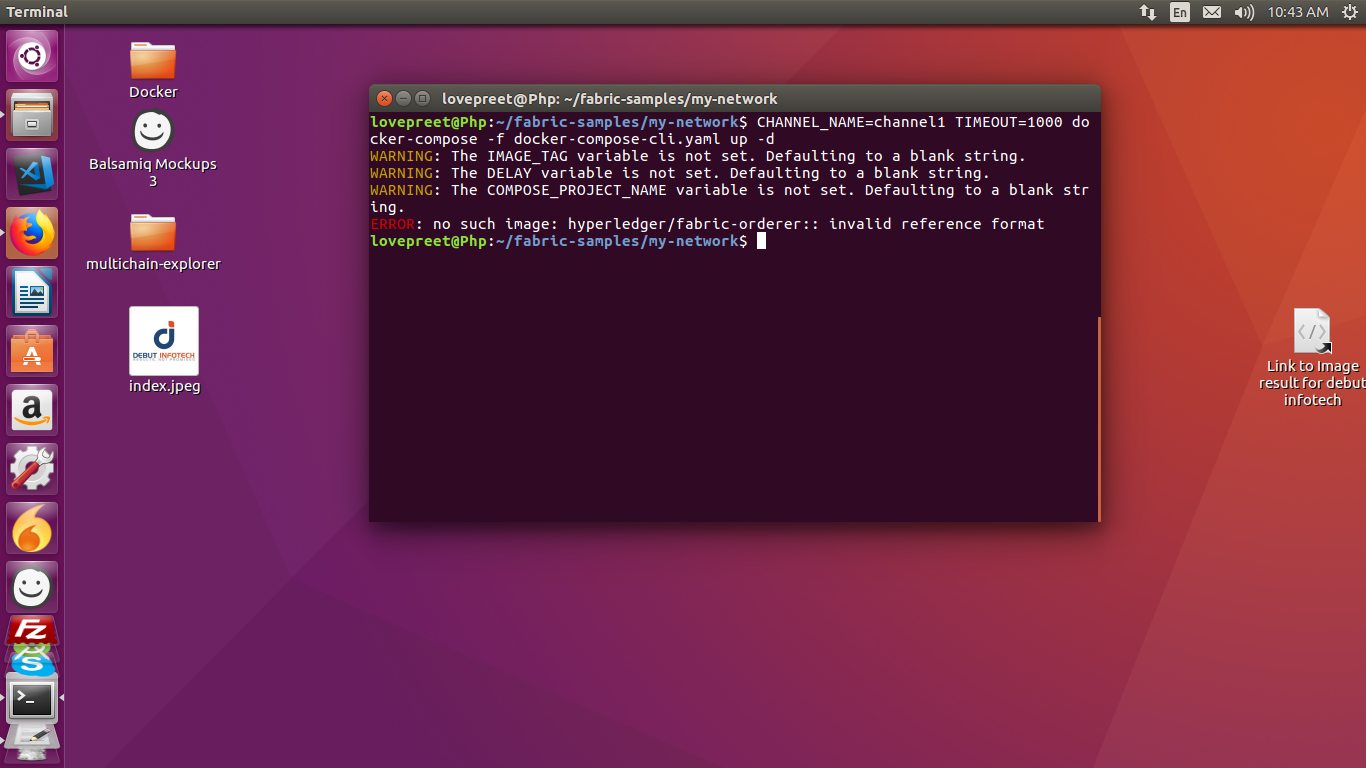 Terminal
En
10:43 AM
Docker
Balsamiq Mockups
3
multichain-explorer
DEBUT INFOTECH
index.jpeg
lovepreet@Php: ~/fabric-samples/my-network
lovepreet@Php:~/fabric-samples/my-network$ CHANNEL_NAME=channel1 TIMEOUT=1000 do
cker-compose -f docker-compose-cli.yaml up -d
WARNING: The IMAGE_TAG variable is not set. Defaulting to a blank string.
WARNING: The DELAY variable is not set. Defaulting to a blank string.
WARNING: The COMPOSE_PROJECT_NAME variable is not set. Defaulting to a blank str
ing.
ERROR: no such image: hyperledger/fabric-orderer:: invalid reference format
lovepreet@Php:~/fabric-samples/my-network$
Link to Image
result for debut
infotech